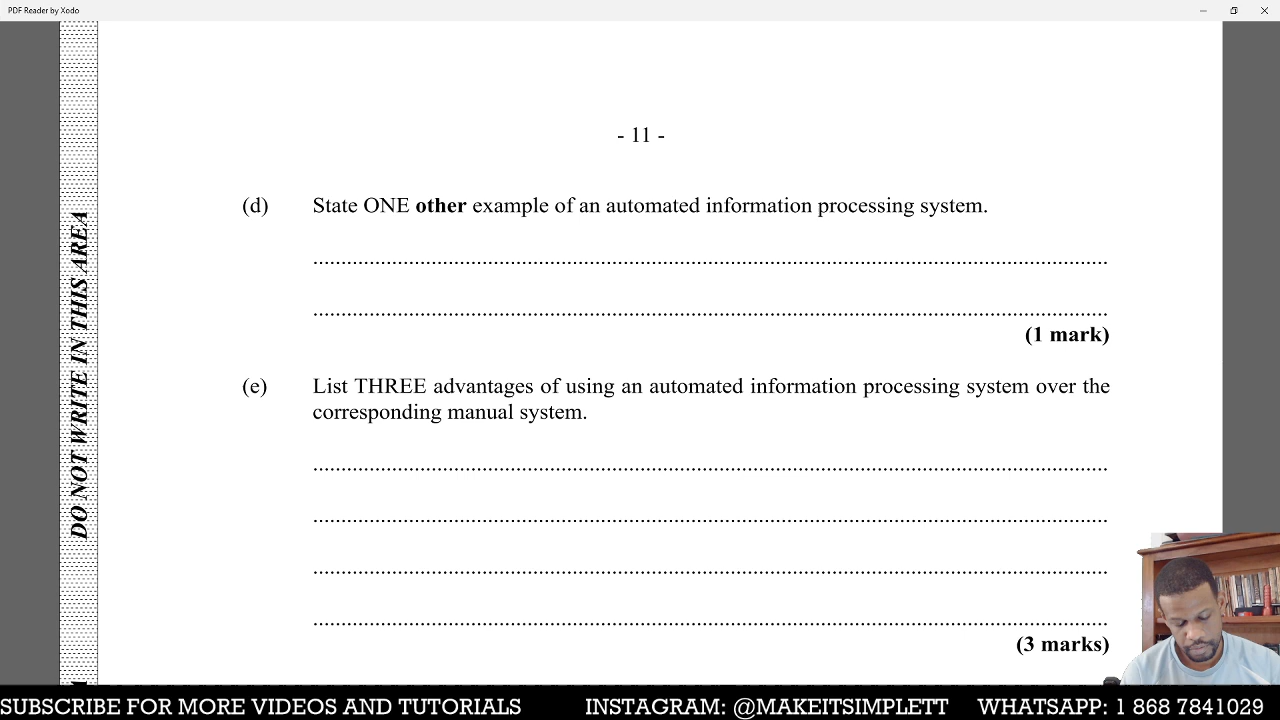 PDF Reader by Xodo
- 11 -
(d) State ONE other example of an automated information processing system.
(1 mark)
(e) List THREE advantages of using an automated information processing system over the
corresponding manual system.
(3 marks)
DO NOT WRITE IN THIS AREA
SUBSCRIBE FOR MORE VIDEOS AND TUTORIALS INSTAGRAM: @MAKEITSIMPLETT WHATSAPP: 1 868 7841029